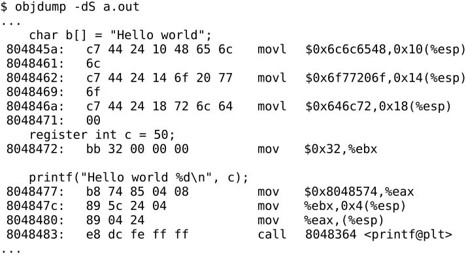 $ objdump -dS a.out
...
    char b[] = "Hello world";
 804845a:	c7 44 24 10 48 65 6c 	movl   $0x6c6c6548,0x10(%esp)
 8048461:	6c
 8048462:	c7 44 24 14 6f 20 77 	movl   $0x6f77206f,0x14(%esp)
 8048469:	6f
 804846a:	c7 44 24 18 72 6c 64 	movl   $0x646c72,0x18(%esp)
 8048471:	00
    register int c = 50;
 8048472:	bb 32 00 00 00       	mov    $0x32,%ebx

    printf("Hello world %d\n", c);
 8048477:	b8 74 85 04 08       	mov    $0x8048574,%eax
 804847c:	89 5c 24 04          	mov    %ebx,0x4(%esp)
 8048480:	89 04 24             	mov    %eax,(%esp)
 8048483:	e8 dc fe ff ff       	call   8048364 <printf@plt>
...